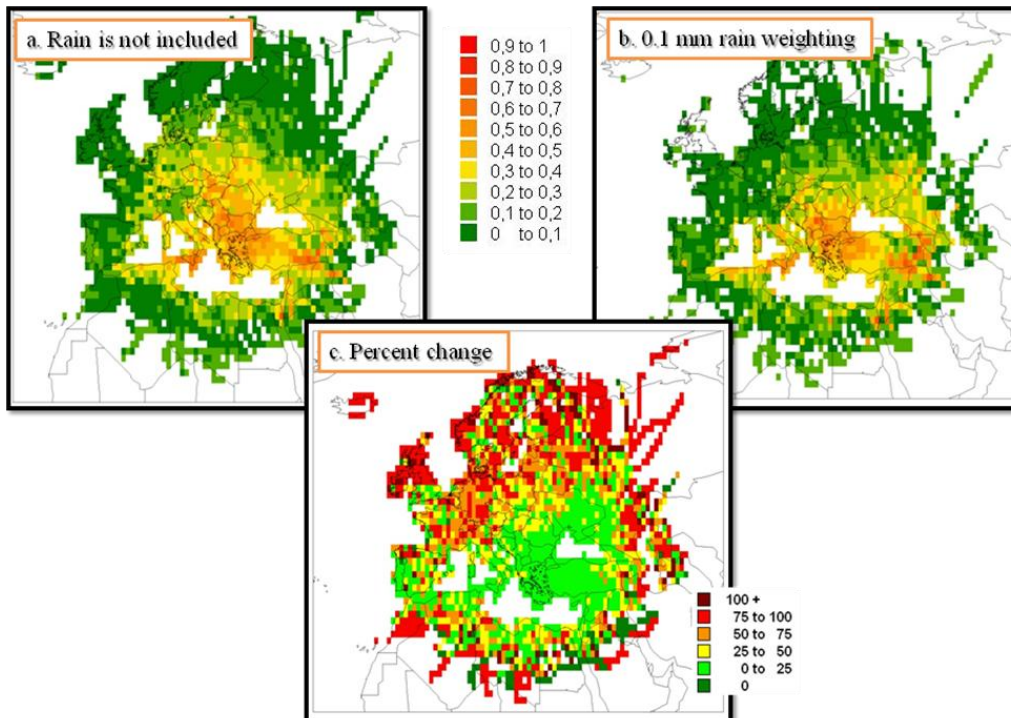 a. Rain is not included
0,9 to 1
0,8 to 0,9
0,7 to 0,8
0,6 to 0,7
0,5 to 0,6
0,4 to 0,5
0,3 to 0,4
0,2 to 0,3
0,1 to 0,2
0 to 0,1
b. 0.1 mm rain weighting
c. Percent change
100 +
75 to 100
50 to 75
25 to 50
0 to 25
0